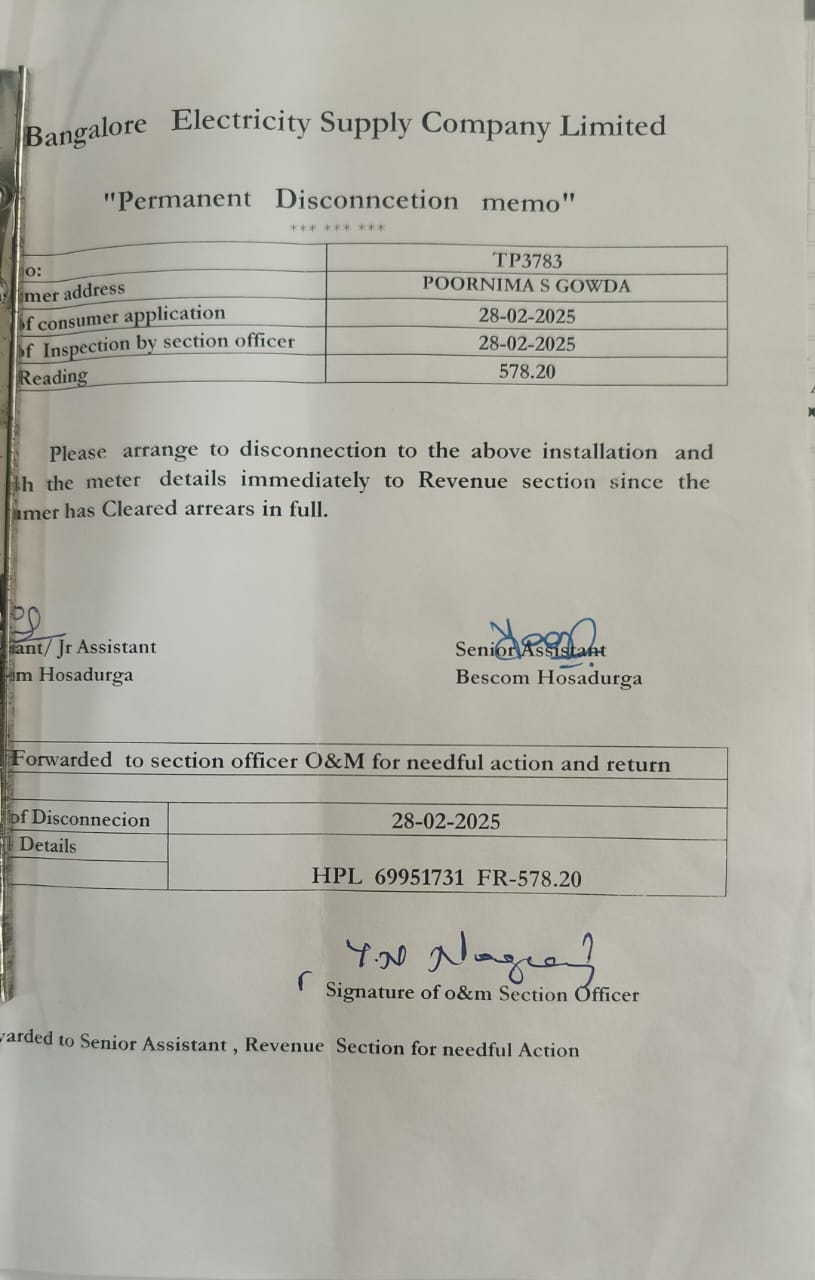 Bangalore Electricity Supply Company Limited
"Permanent Disconncetion memo"
*** *** ***
o: TP3783
mer address POORNIMA S GOWDA
of consumer application 28-02-2025
of Inspection by section officer 28-02-2025
Reading 578.20
Please arrange to disconnection to the above installation and
the meter details immediately to Revenue section since the
umer has Cleared arrears in full.
ant/ Jr Assistant Senior Assistant
m Hosadurga Bescom Hosadurga
Forwarded to section officer O&M for needful action and return
of Disconnecion 28-02-2025
Details
HPL 69951731 FR-578.20
Signature of o&m Section Officer
warded to Senior Assistant , Revenue Section for needful Action